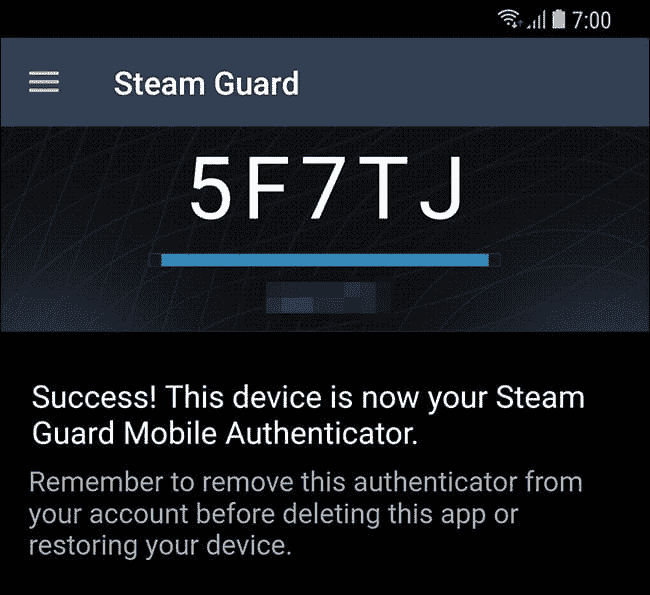 7:00
Steam Guard
5F7TJ
Success! This device is now your Steam
Guard Mobile Authenticator.
Remember to remove this authenticator from
your account before deleting this app or
restoring your device.